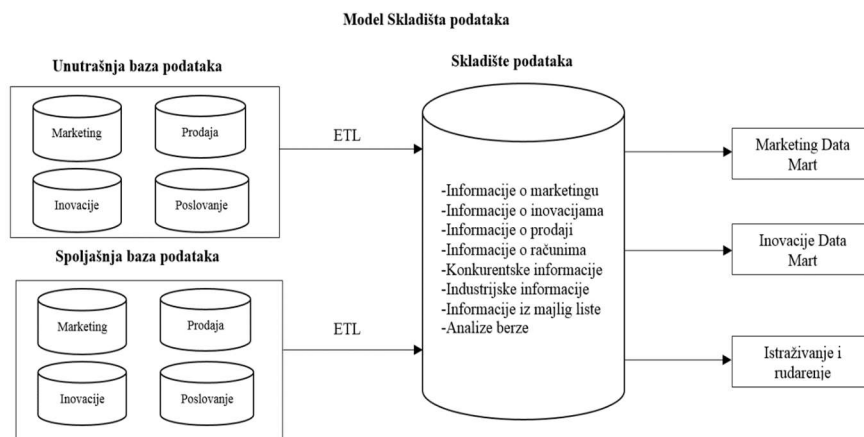 Model Skladišta podataka
Unutrašnja baza podataka
Marketing
Prodaja
Inovacije
Poslovanje
ETL
Spoljašnja baza podataka
Marketing
Prodaja
Inovacije
Poslovanje
ETL
Skladište podataka
-Informacije o marketingu
-Informacije o inovacijama
-Informacije o prodaji
-Informacije o računima
-Konkurentske informacije
-Industrijske informacije
-Informacije iz majlig liste
-Analize berze
Marketing Data
Mart
Inovacije Data
Mart
Istraživanje i
rudarenje